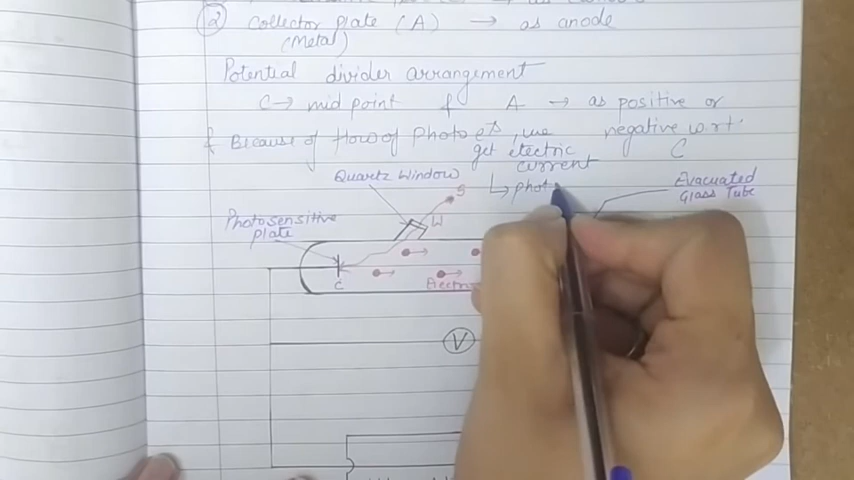 ② Collector plate (A) → as anode
(Metal)
Potential divider arrangement
C → mid point & A → as positive or
negative w.r.t. C
& Because of flow of Photo e⁻s, we
get electric
current
↳ phot
Quartz Window
S
W
Evacuated
Glass Tube
Photosensitive
plate
C
Electr
V